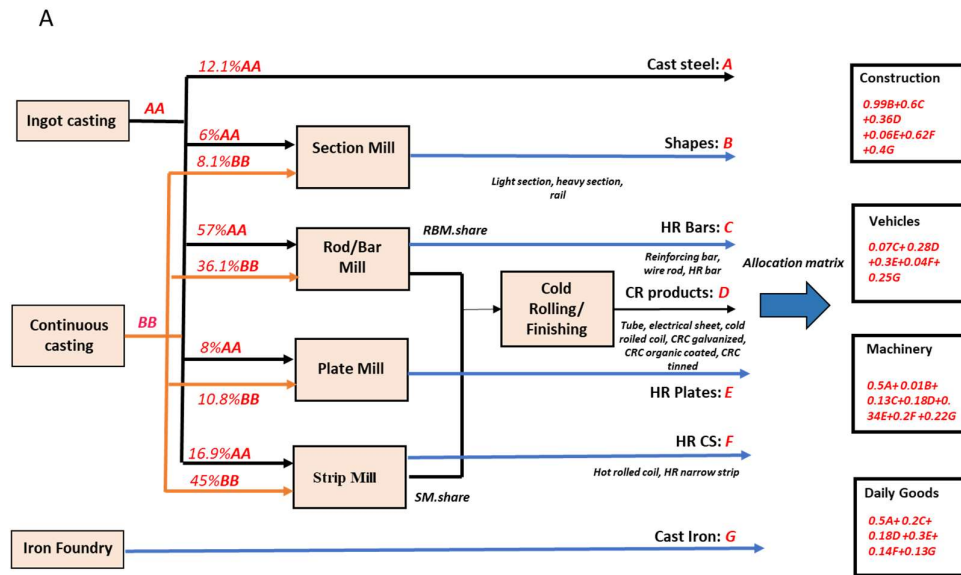 A
12.1%AA
Cast steel: A
Ingot casting
AA
6%AA
Section Mill
Shapes: B
8.1%BB
Light section, heavy section,
rail
57%AA
Rod/Bar
Mill
RBM.share
HR Bars: C
Reinforcing bar,
wire rod, HR bar
36.1%BB
Cold
Rolling/
Finishing
CR products: D
Tube, electrical sheet, cold
roiled coil, CRC galvanized,
CRC organic coated, CRC
tinned
Continuous
casting
BB
8%AA
Plate Mill
10.8%BB
HR Plates: E
16.9%AA
Strip Mill
HR CS: F
45%BB
SM.share
Hot rolled coil, HR narrow strip
Iron Foundry
Cast Iron: G
Allocation matrix
Construction
0.99B+0.6C
+0.36D
+0.06E+0.62F
+0.4G
Vehicles
0.07C+ 0.28D
+0.3E+0.04F+
0.25G
Machinery
0.5A+0.01B+
0.13C+0.18D+0.
34E+0.2F +0.22G
Daily Goods
0.5A+ 0.2C+
0.18D +0.3E+
0.14F+0.13G